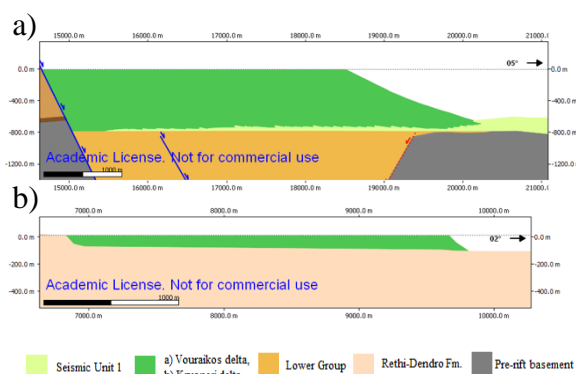 a)
15000.0 m 16000.0 m 17000.0 m 18000.0 m 19000.0 m 20000.0 m 21000.
0.0 m 05° 0.0 m
-400.0 m -400.0
-800.0 m -800.0
Academic License. Not for commercial use
-1200.0 m -1200.
1000 m
15000.0 m 16000.0 m 17000.0 m 18000.0 m 19000.0 m 20000.0 m 21000.
b)
7000.0 m 8000.0 m 9000.0 m 10000.0 m
0.0 m 02° 0.0 m
-200.0 m -200.0 m
Academic License. Not for commercial use
-400.0 m -400.0 m
1000 m
7000.0 m 8000.0 m 9000.0 m 10000.0 m
Seismic Unit 1 a) Vouraikos delta, Lower Group Rethi-Dendro Fm. Pre-rift basement